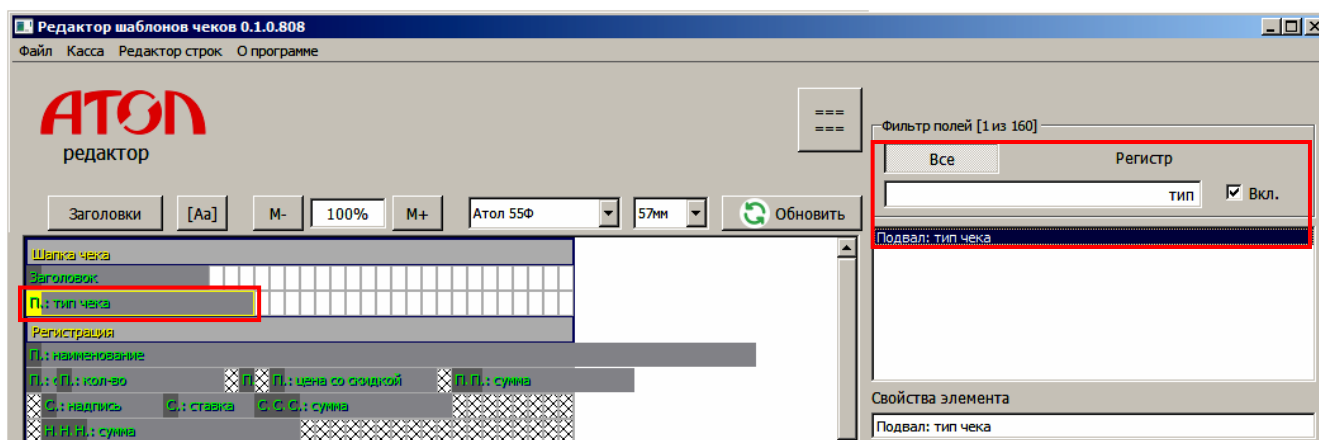 Редактор шаблонов чеков 0.1.0.808
Файл Касса Редактор строк О программе
АТОЛ
редактор
===
===
Фильтр полей [1 из 160]
Все Регистр
тип Вкл.
Заголовки [Аа] М- 100% М+ Атол 55Ф 57мм Обновить
Подвал: тип чека
Шапка чека
Заголовок
П.: тип чека
Регистрация
П.: наименование
П.: П.: кол-во П. П.: цена со скидкой П. П.: сумма
С.: надпись С.: ставка С. С. С.: сумма
Н. Н. Н.: сумма
Свойства элемента
Подвал: тип чека